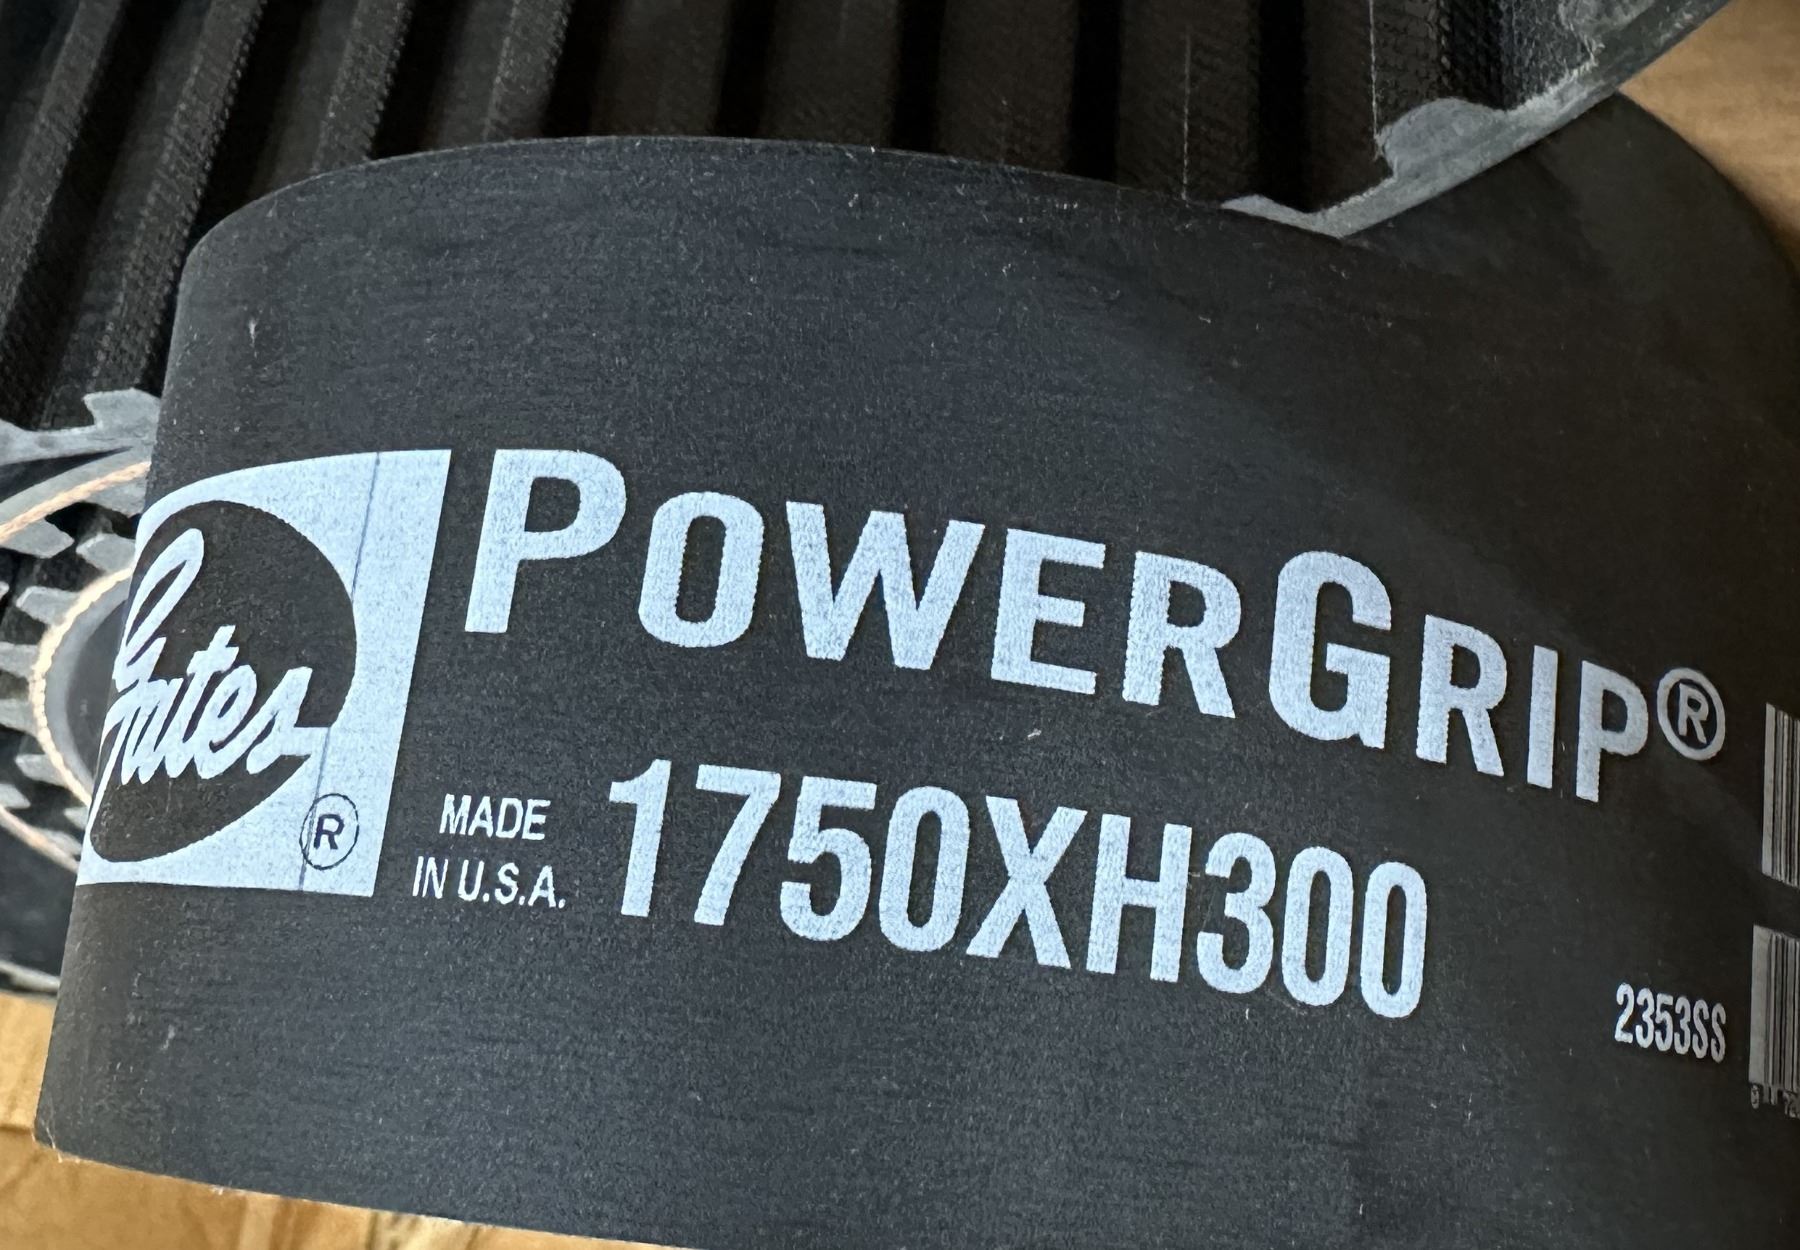 Gates®
POWERGRIP®
MADE
IN U.S.A.
1750XH300
2353SS